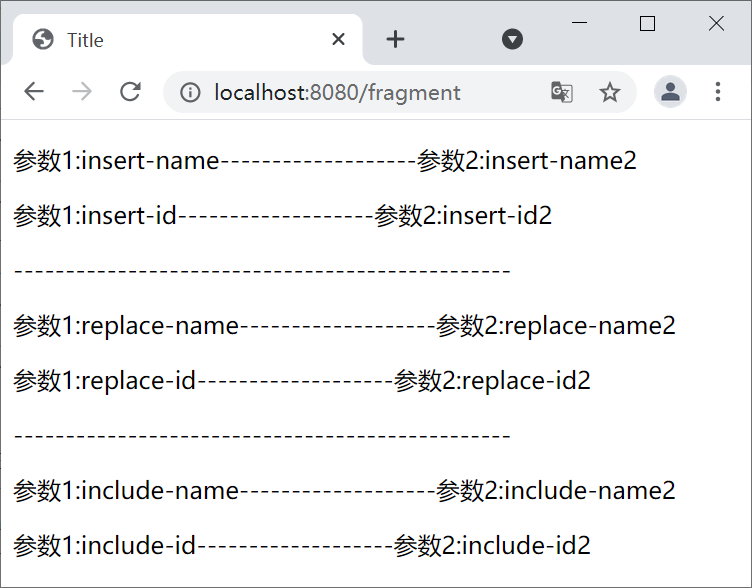 Title
localhost:8080/fragment
参数1:insert-name-------------------参数2:insert-name2
参数1:insert-id-------------------参数2:insert-id2
------------------------------------------------
参数1:replace-name-------------------参数2:replace-name2
参数1:replace-id-------------------参数2:replace-id2
------------------------------------------------
参数1:include-name-------------------参数2:include-name2
参数1:include-id-------------------参数2:include-id2